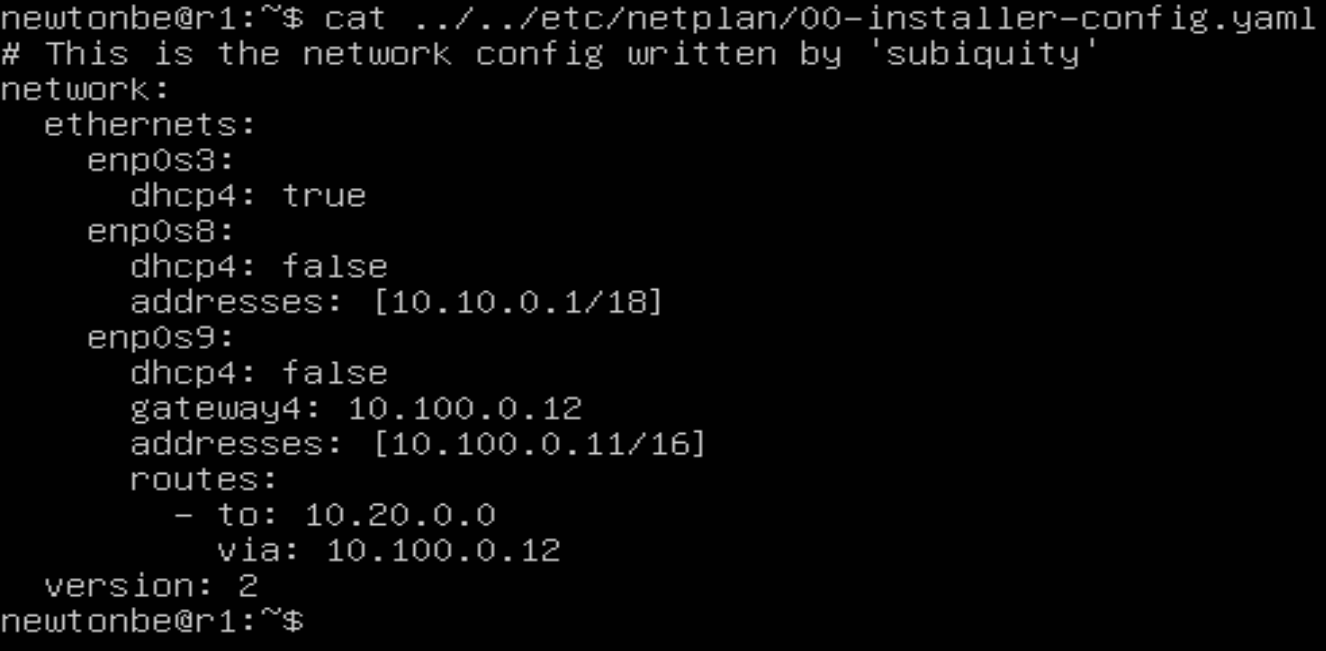 newtonbe@r1:~$ cat ../../etc/netplan/00-installer-config.yaml
# This is the network config written by 'subiquity'
network:
  ethernets:
    enp0s3:
      dhcp4: true
    enp0s8:
      dhcp4: false
      addresses: [10.10.0.1/18]
    enp0s9:
      dhcp4: false
      gateway4: 10.100.0.12
      addresses: [10.100.0.11/16]
      routes:
        - to: 10.20.0.0
          via: 10.100.0.12
  version: 2
newtonbe@r1:~$